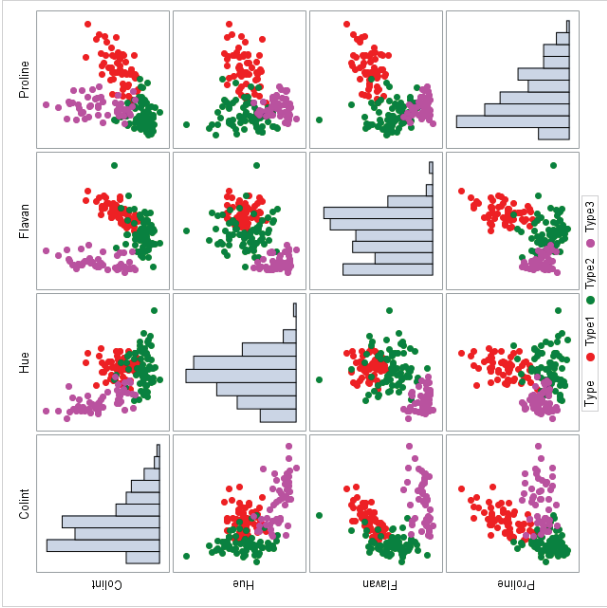 Proline
Flavan
Hue
Colint
Colint
Hue
Flavan
Proline
Type Type1 Type2 Type3